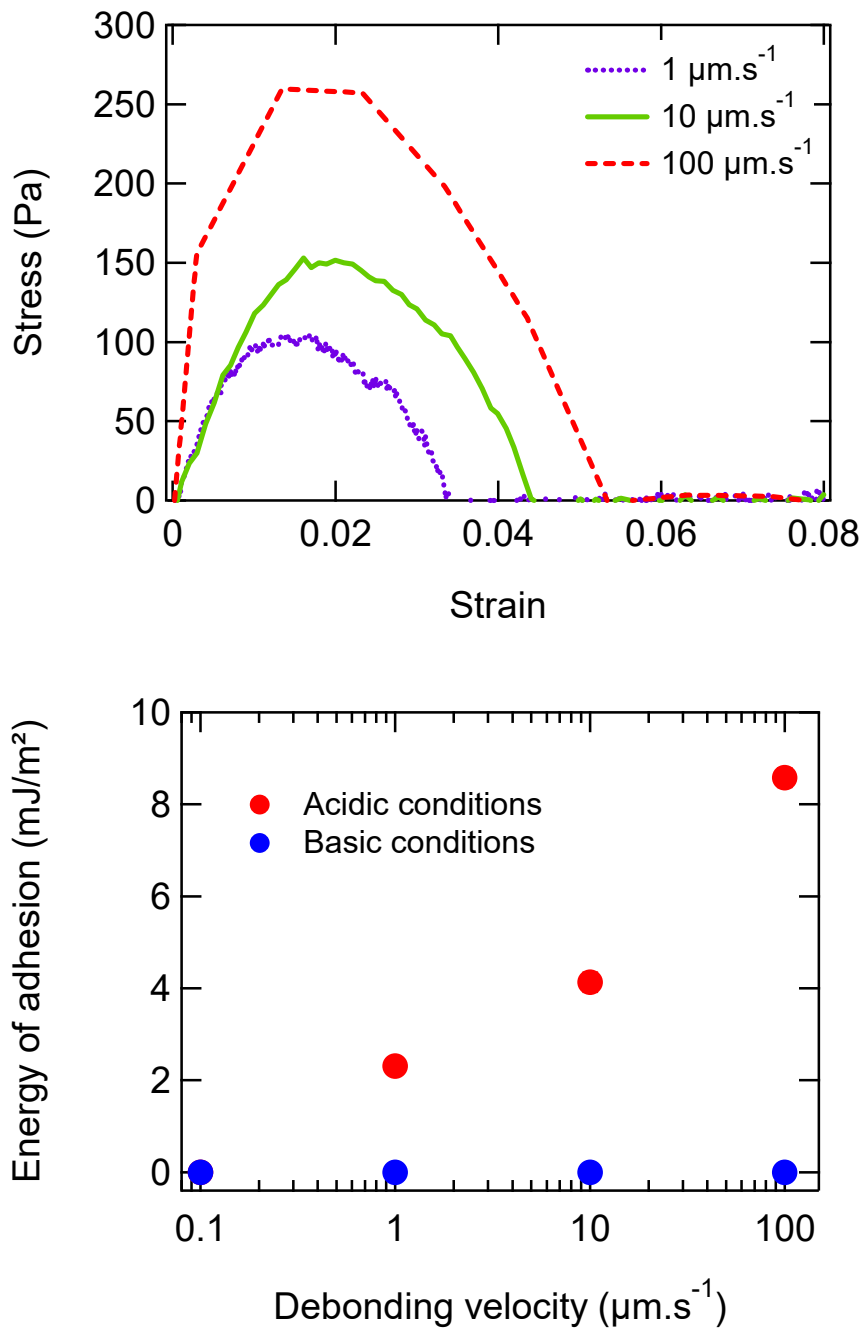 300
250
200
150
100
50
0
Stress (Pa)
1 µm.s⁻¹
10 µm.s⁻¹
100 µm.s⁻¹
0 0.02 0.04 0.06 0.08
Strain
10
8
6
4
2
0
Energy of adhesion (mJ/m²)
Acidic conditions
Basic conditions
0.1 1 10 100
Debonding velocity (µm.s⁻¹)